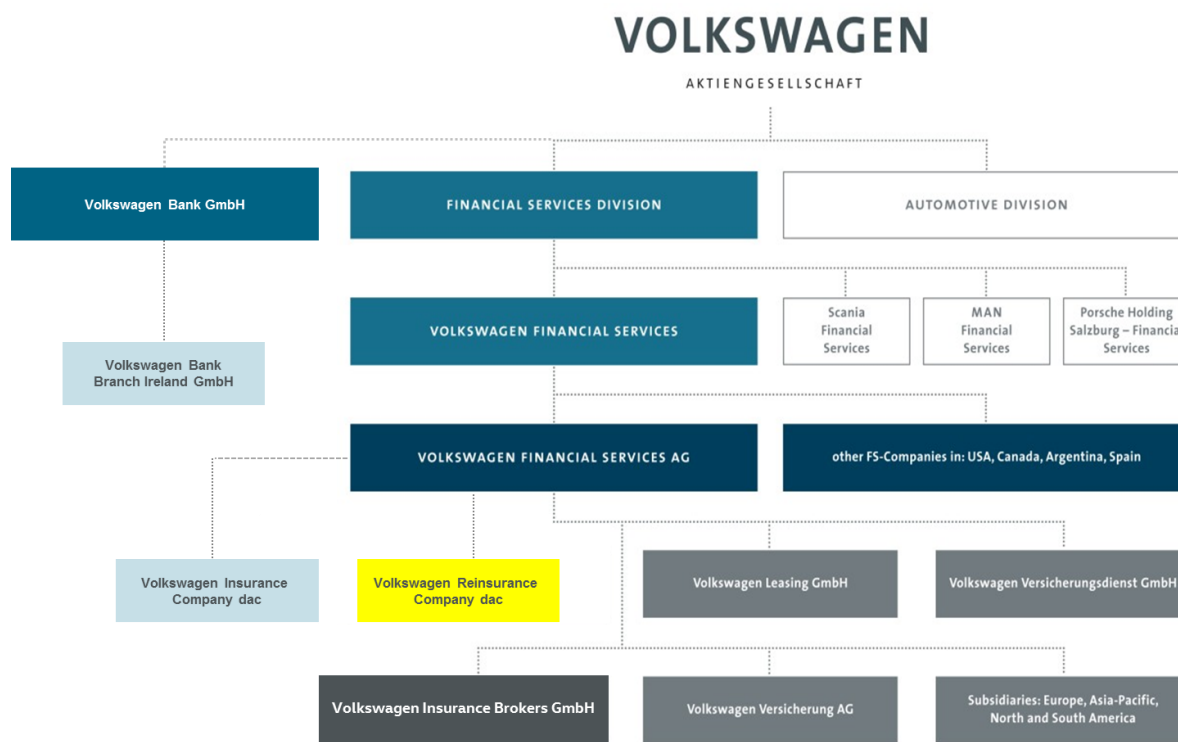 VOLKSWAGEN
AKTIENGESELLSCHAFT
Volkswagen Bank GmbH
FINANCIAL SERVICES DIVISION
AUTOMOTIVE DIVISION
VOLKSWAGEN FINANCIAL SERVICES
Scania
Financial
Services
MAN
Financial
Services
Porsche Holding
Salzburg – Financia
Services
Volkswagen Bank
Branch Ireland GmbH
VOLKSWAGEN FINANCIAL SERVICES AG
other FS-Companies in: USA, Canada, Argentina, Spain
Volkswagen Insurance
Company dac
Volkswagen Reinsurance
Company dac
Volkswagen Leasing GmbH
Volkswagen Versicherungsdienst GmbH
Volkswagen Insurance Brokers GmbH
Volkswagen Versicherung AG
Subsidiaries: Europe, Asia-Pacific,
North and South America